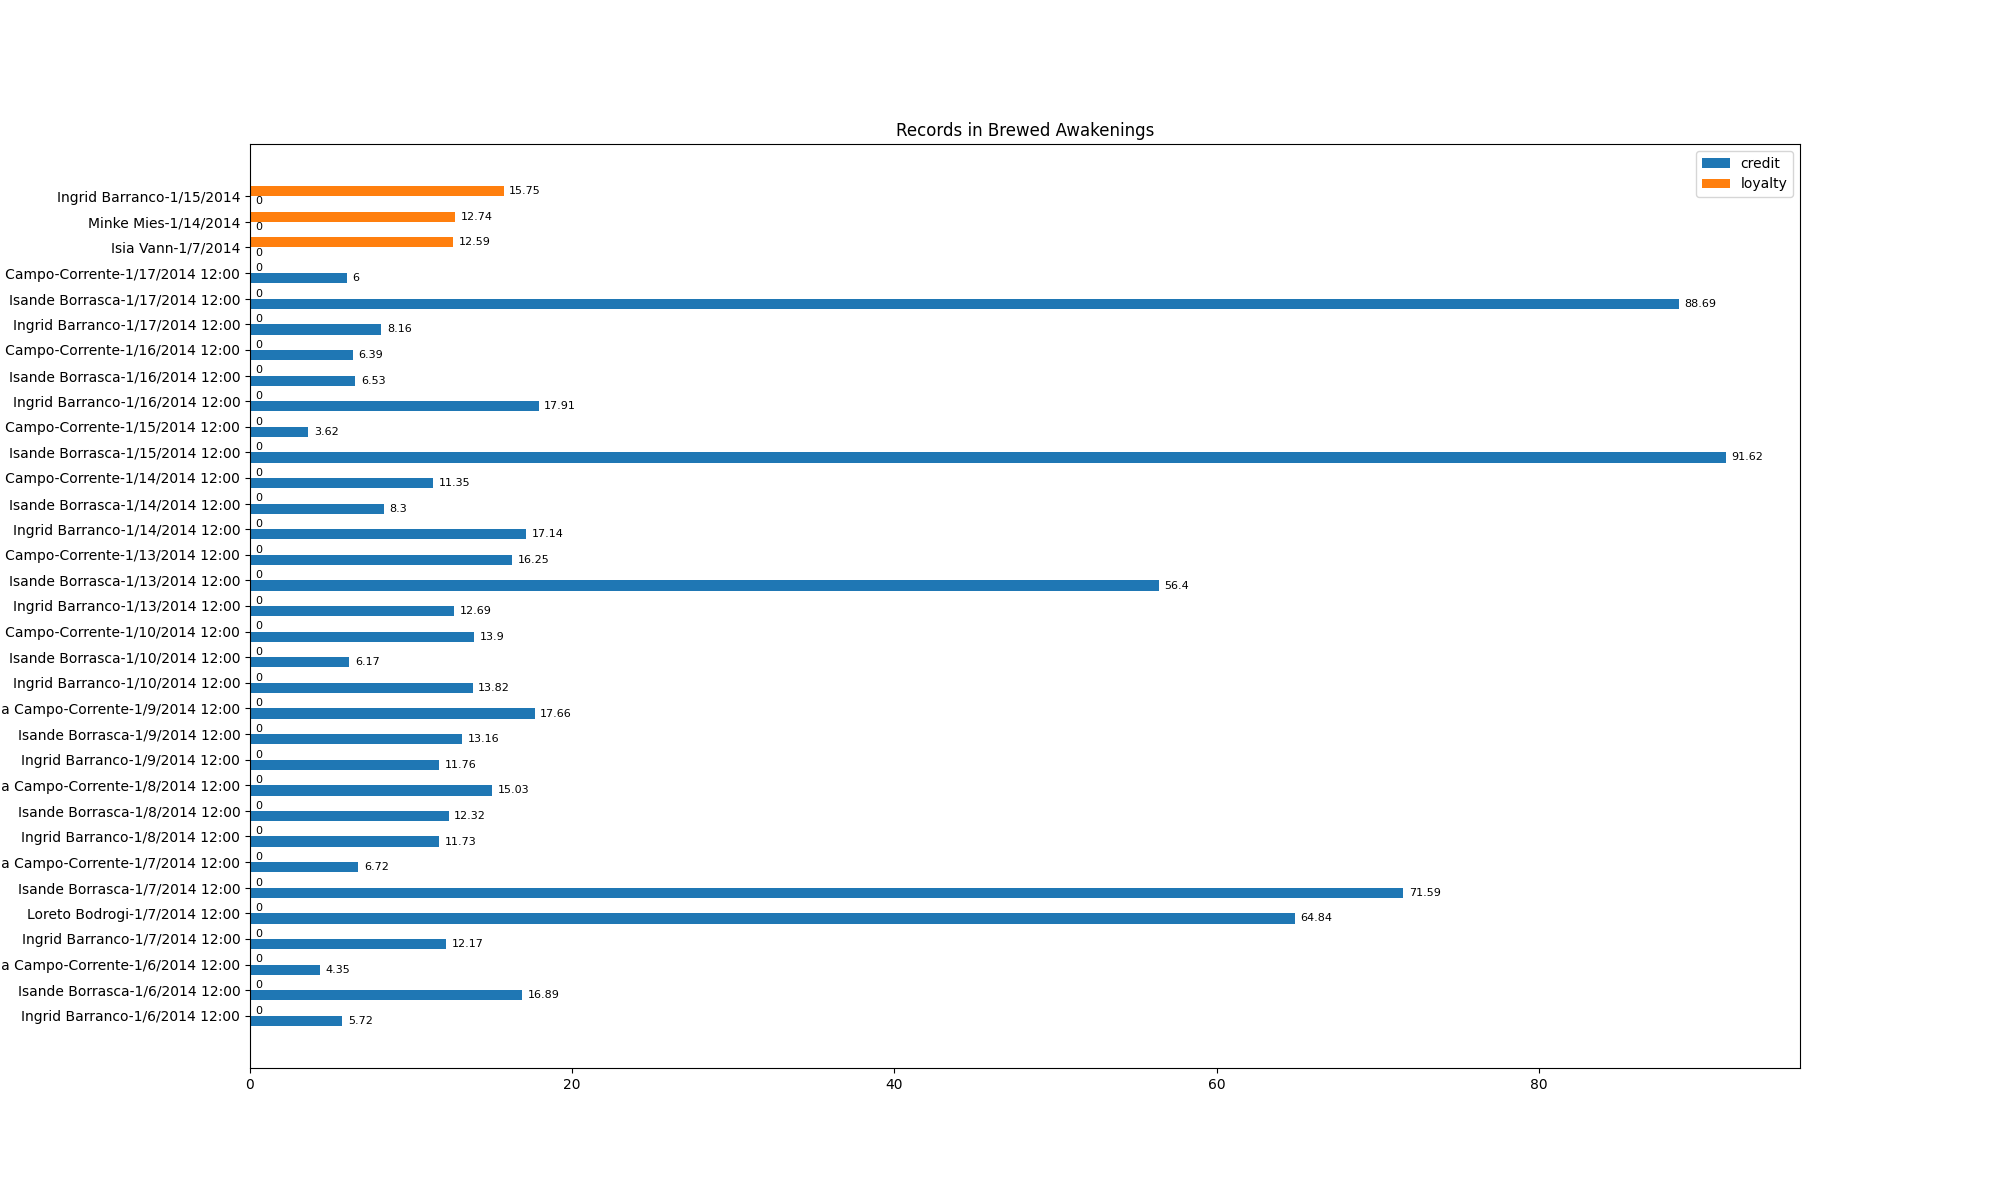 Records in Brewed Awakenings
credit
loyalty
Ingrid Barranco-1/15/2014 15.75 0
Minke Mies-1/14/2014 12.74 0
Isia Vann-1/7/2014 12.59 0
Campo-Corrente-1/17/2014 12:00 0 6
Isande Borrasca-1/17/2014 12:00 0 88.69
Ingrid Barranco-1/17/2014 12:00 0 8.16
Campo-Corrente-1/16/2014 12:00 0 6.39
Isande Borrasca-1/16/2014 12:00 0 6.53
Ingrid Barranco-1/16/2014 12:00 0 17.91
Campo-Corrente-1/15/2014 12:00 0 3.62
Isande Borrasca-1/15/2014 12:00 0 91.62
Campo-Corrente-1/14/2014 12:00 0 11.35
Isande Borrasca-1/14/2014 12:00 0 8.3
Ingrid Barranco-1/14/2014 12:00 0 17.14
Campo-Corrente-1/13/2014 12:00 0 16.25
Isande Borrasca-1/13/2014 12:00 0 56.4
Ingrid Barranco-1/13/2014 12:00 0 12.69
Campo-Corrente-1/10/2014 12:00 0 13.9
Isande Borrasca-1/10/2014 12:00 0 6.17
Ingrid Barranco-1/10/2014 12:00 0 13.82
a Campo-Corrente-1/9/2014 12:00 0 17.66
Isande Borrasca-1/9/2014 12:00 0 13.16
Ingrid Barranco-1/9/2014 12:00 0 11.76
a Campo-Corrente-1/8/2014 12:00 0 15.03
Isande Borrasca-1/8/2014 12:00 0 12.32
Ingrid Barranco-1/8/2014 12:00 0 11.73
a Campo-Corrente-1/7/2014 12:00 0 6.72
Isande Borrasca-1/7/2014 12:00 0 71.59
Loreto Bodrogi-1/7/2014 12:00 0 64.84
Ingrid Barranco-1/7/2014 12:00 0 12.17
a Campo-Corrente-1/6/2014 12:00 0 4.35
Isande Borrasca-1/6/2014 12:00 0 16.89
Ingrid Barranco-1/6/2014 12:00 0 5.72
0 20 40 60 80